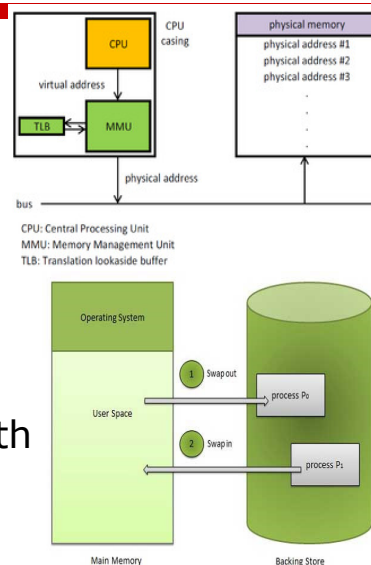 CPU
CPU
casing
virtual address
TLB
MMU
physical address
bus
physical memory
physical address #1
physical address #2
physical address #3
.
.
.
.
CPU: Central Processing Unit
MMU: Memory Management Unit
TLB: Translation lookaside buffer
Operating System
User Space
1 Swap out
process P₀
2 Swap in
process P₁
th
Main Memory
Backing Store